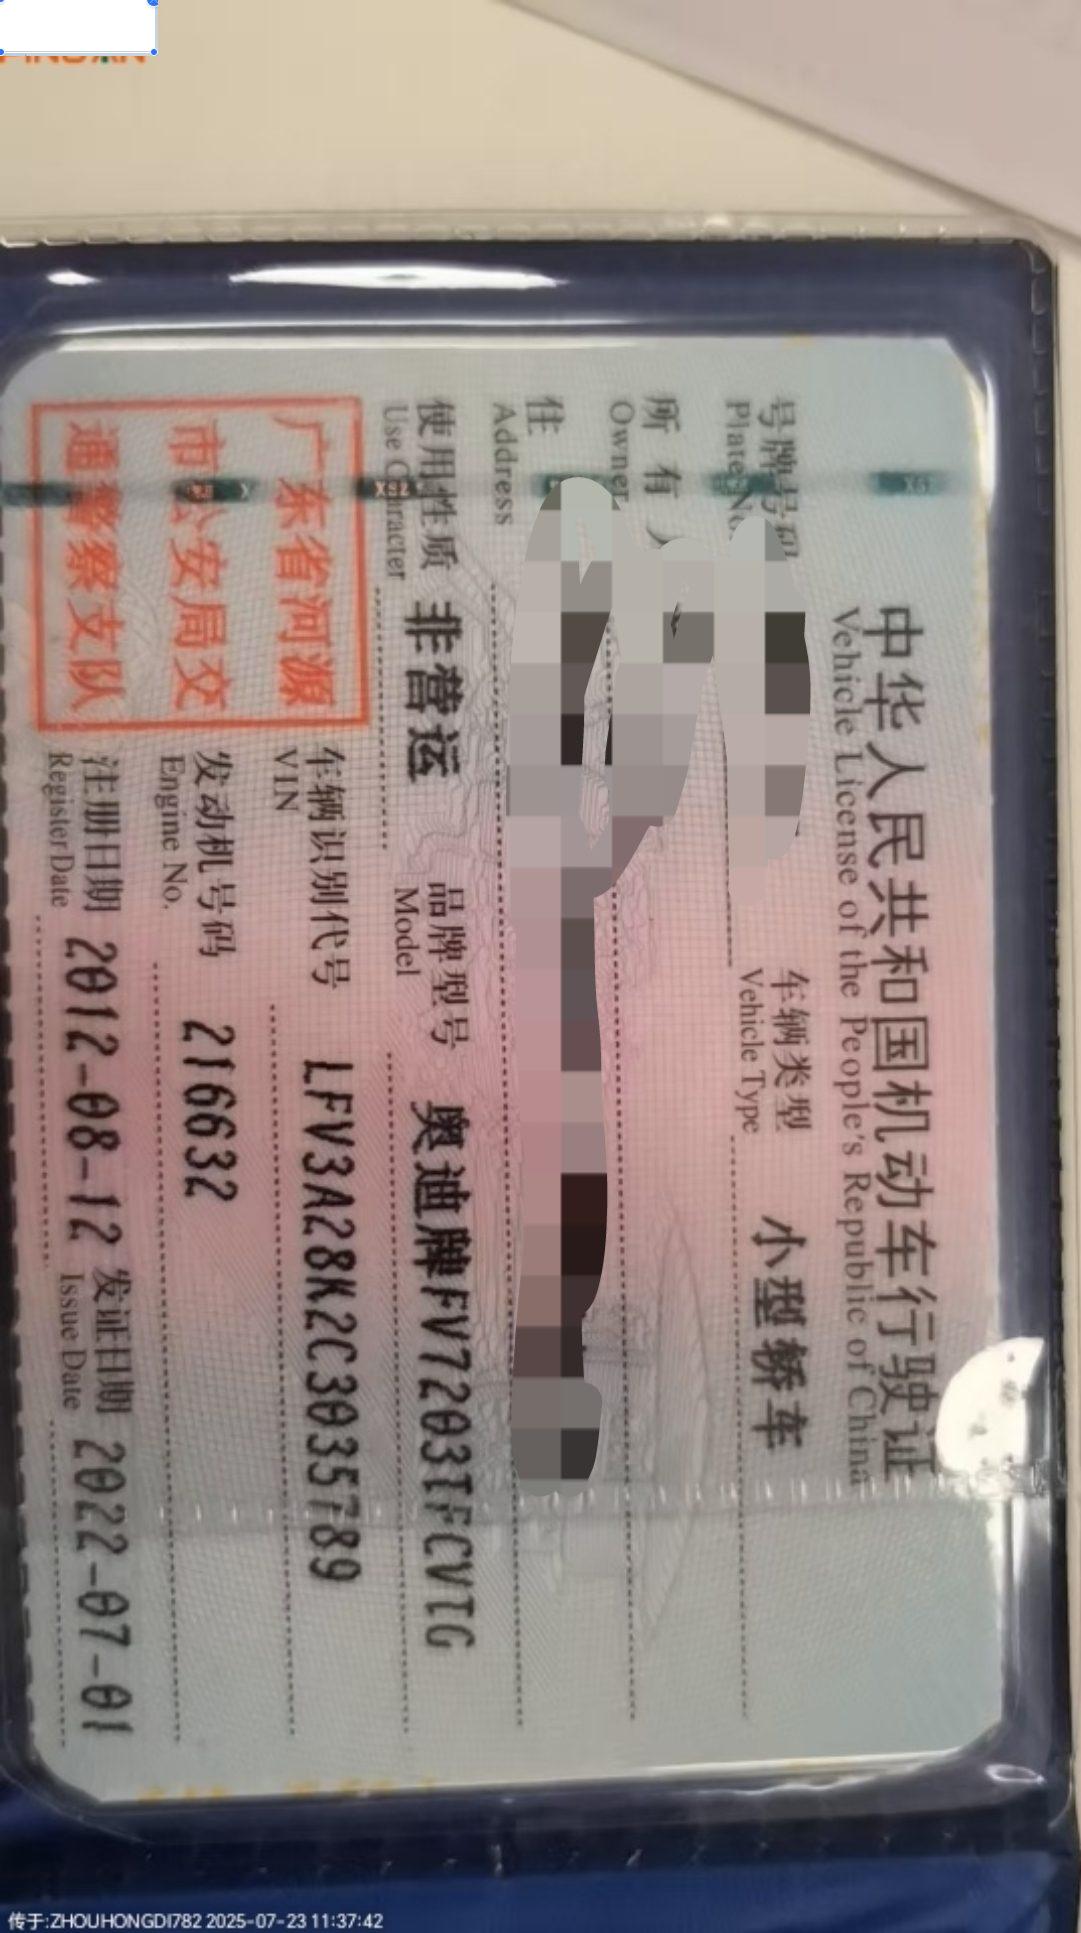 中华人民共和国机动车行驶证
Vehicle License of the People's Republic of China
号牌号码
Plate No.
车辆类型 小型轿车
Vehicle Type
所有人
Owner
住
Address
使用性质 非营运
Use Character
品牌型号 奥迪牌FV7203TFCVTG
Model
广东省河源
市公安局交
通警察支队
车辆识别代号 LFV3A28K2C3035789
VIN
发动机号码 216632
Engine No.
注册日期 2012-08-12
Register Date
发证日期 2022-07-01
Issue Date
传于:ZHOUHONGDI782 2025-07-23 11:37:42